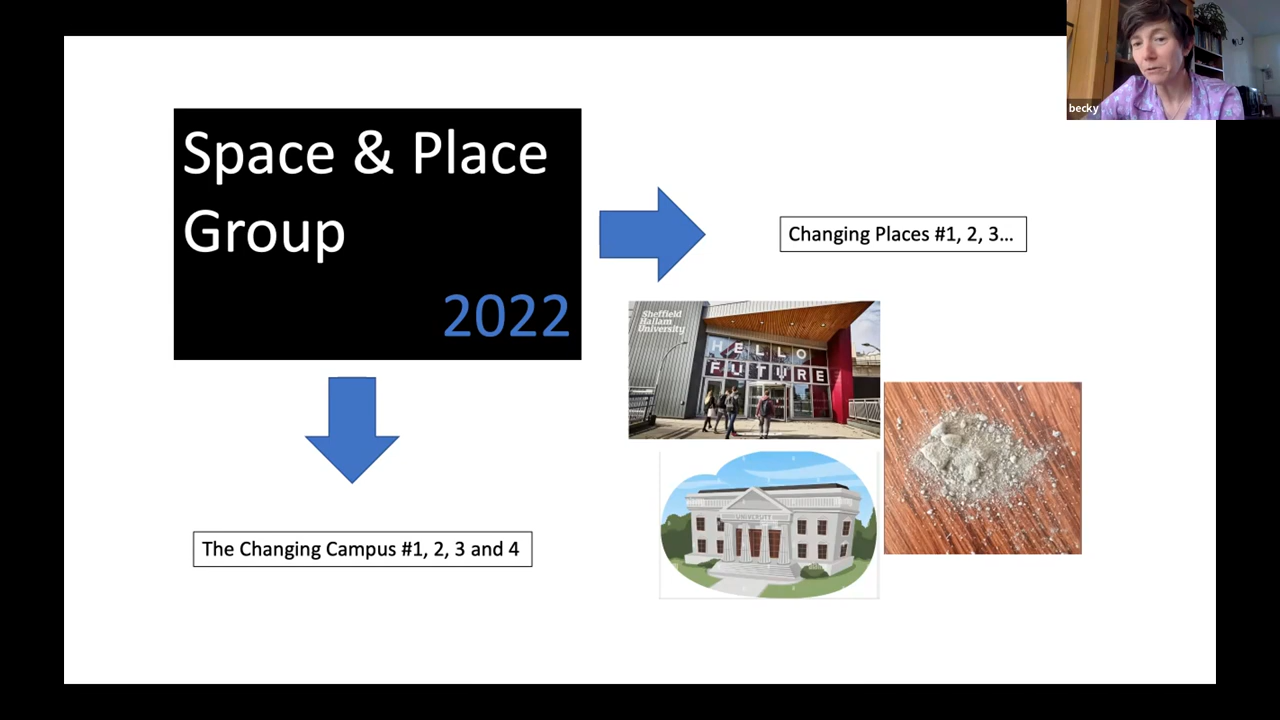 becky
Space & Place
Group
2022
Changing Places #1, 2, 3...
Sheffield
Hallam
University
HELLO
FUTURE
UNIVERSITY
The Changing Campus #1, 2, 3 and 4